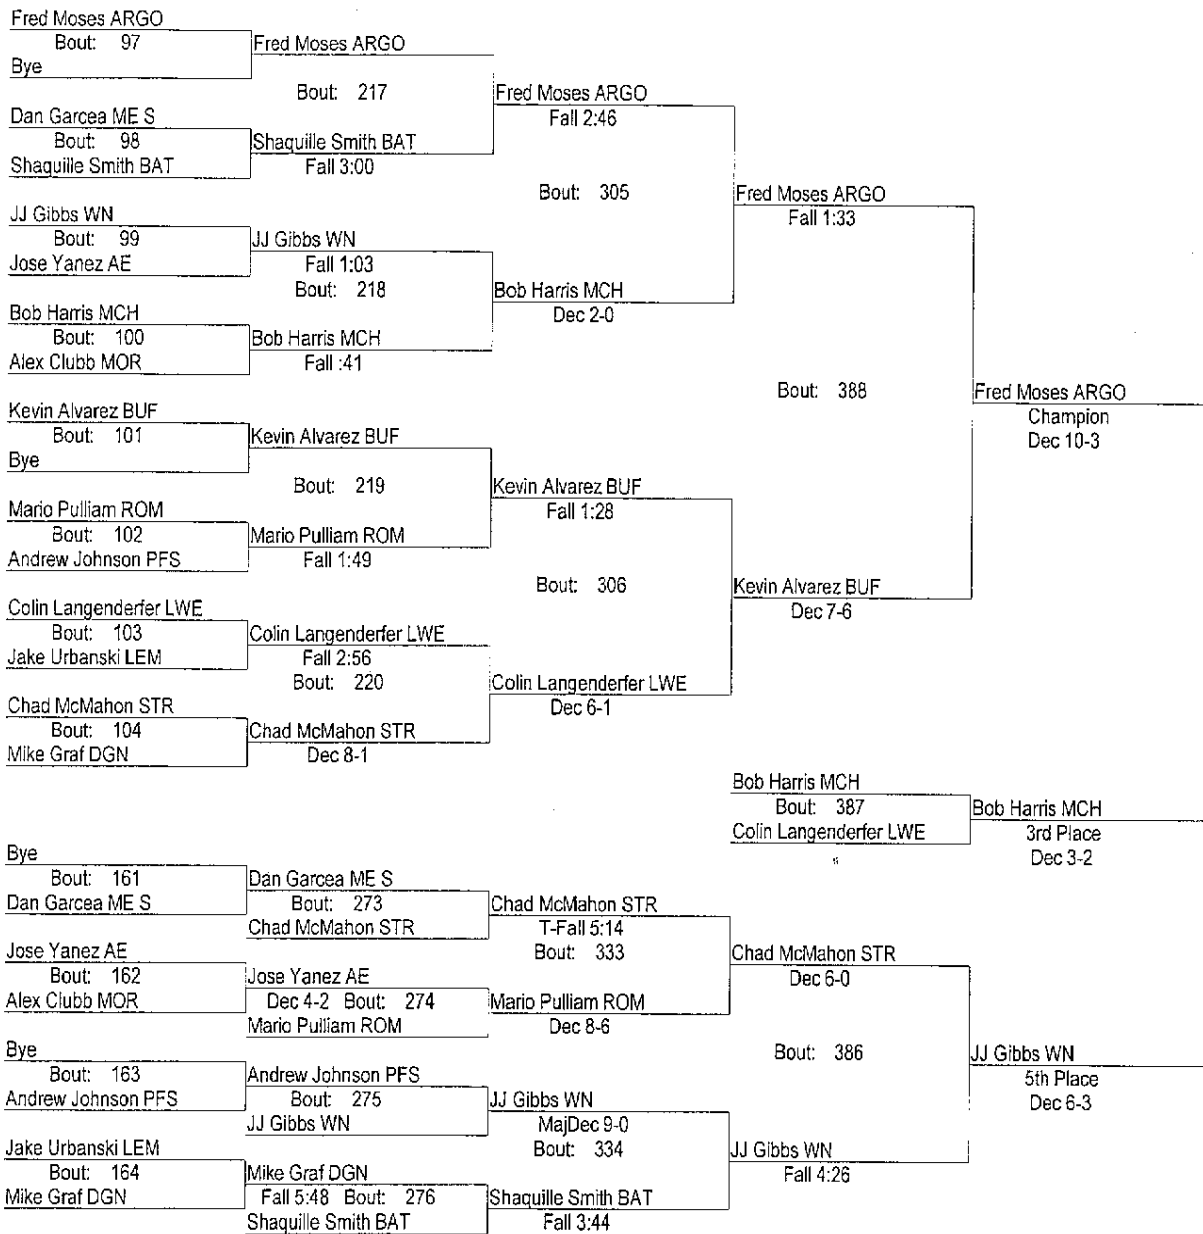 Fred Moses ARGO
Bout: 97
Bye
Fred Moses ARGO
Bout: 217
Dan Garcea ME S
Bout: 98
Shaquille Smith BAT
Shaquille Smith BAT
Fall 3:00
Fred Moses ARGO
Fall 2:46
Bout: 305
JJ Gibbs WN
Bout: 99
Jose Yanez AE
JJ Gibbs WN
Fall 1:03
Bout: 218
Bob Harris MCH
Bout: 100
Alex Clubb MOR
Bob Harris MCH
Fall :41
Bob Harris MCH
Dec 2-0
Fred Moses ARGO
Fall 1:33
Bout: 388
Kevin Alvarez BUF
Bout: 101
Bye
Kevin Alvarez BUF
Bout: 219
Mario Pulliam ROM
Bout: 102
Andrew Johnson PFS
Mario Pulliam ROM
Fall 1:49
Kevin Alvarez BUF
Fall 1:28
Bout: 306
Colin Langenderfer LWE
Bout: 103
Jake Urbanski LEM
Colin Langenderfer LWE
Fall 2:56
Bout: 220
Chad McMahon STR
Bout: 104
Mike Graf DGN
Chad McMahon STR
Dec 8-1
Colin Langenderfer LWE
Dec 6-1
Kevin Alvarez BUF
Dec 7-6
Fred Moses ARGO
Champion
Dec 10-3
Bob Harris MCH
Bout: 387
Colin Langenderfer LWE
Bob Harris MCH
3rd Place
Dec 3-2
Bye
Bout: 161
Dan Garcea ME S
Dan Garcea ME S
Bout: 273
Chad McMahon STR
Chad McMahon STR
T-Fall 5:14
Bout: 333
Jose Yanez AE
Bout: 162
Alex Clubb MOR
Jose Yanez AE
Dec 4-2 Bout: 274
Mario Pulliam ROM
Mario Pulliam ROM
Dec 8-6
Chad McMahon STR
Dec 6-0
Bout: 386
Bye
Bout: 163
Andrew Johnson PFS
Andrew Johnson PFS
Bout: 275
JJ Gibbs WN
JJ Gibbs WN
MajDec 9-0
Bout: 334
Jake Urbanski LEM
Bout: 164
Mike Graf DGN
Mike Graf DGN
Fall 5:48 Bout: 276
Shaquille Smith BAT
Shaquille Smith BAT
Fall 3:44
JJ Gibbs WN
Fall 4:26
JJ Gibbs WN
5th Place
Dec 6-3